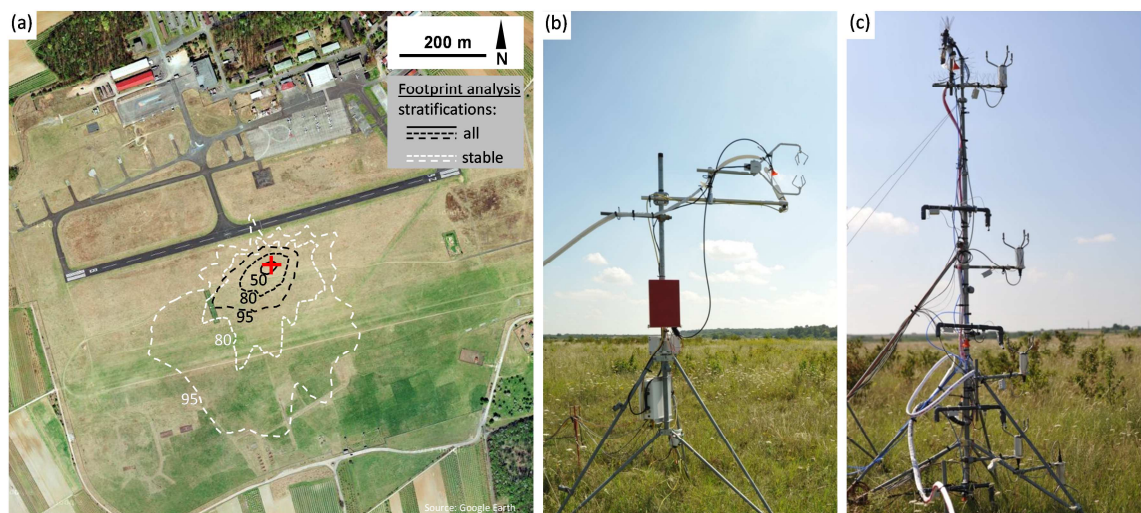 (a)
200 m
N
Footprint analysis
stratifications:
all
stable
50
80
95
80
95
Source: Google Earth
(b)
(c)